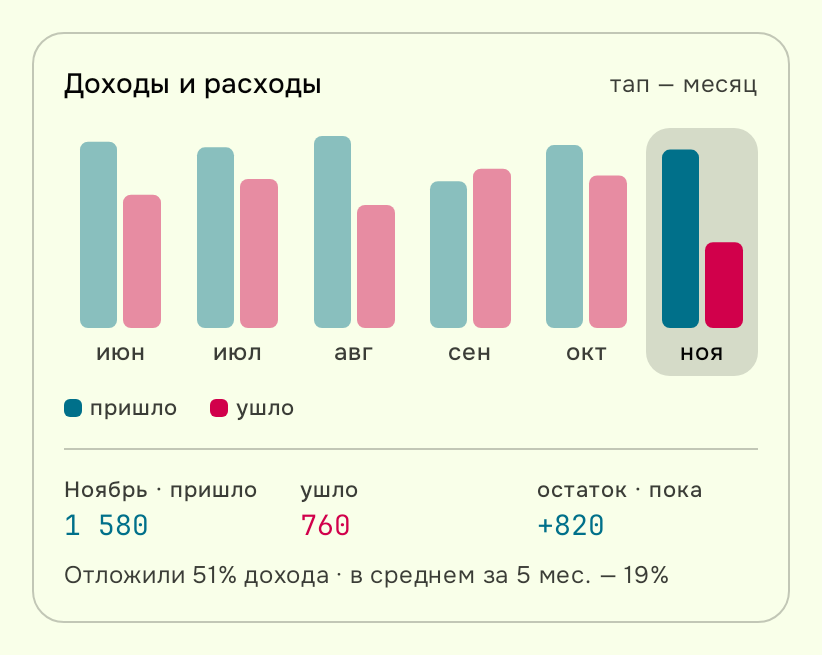 Доходы и расходы
тап — месяц
июн
июл
авг
сен
окт
ноя
пришло
ушло
Ноябрь · пришло
ушло
остаток · пока
1 580
760
+820
Отложили 51% дохода · в среднем за 5 мес. — 19%